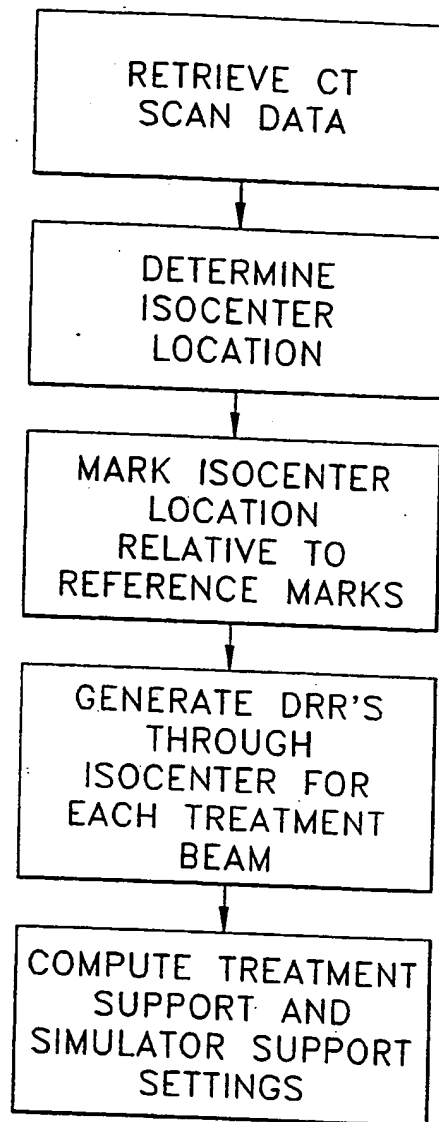 RETRIEVE CT
SCAN DATA
DETERMINE
ISOCENTER
LOCATION
MARK ISOCENTER
LOCATION
RELATIVE TO
REFERENCE MARKS
GENERATE DRR'S
THROUGH
ISOCENTER FOR
EACH TREATMENT
BEAM
COMPUTE TREATMENT
SUPPORT AND
SIMULATOR SUPPORT
SETTINGS